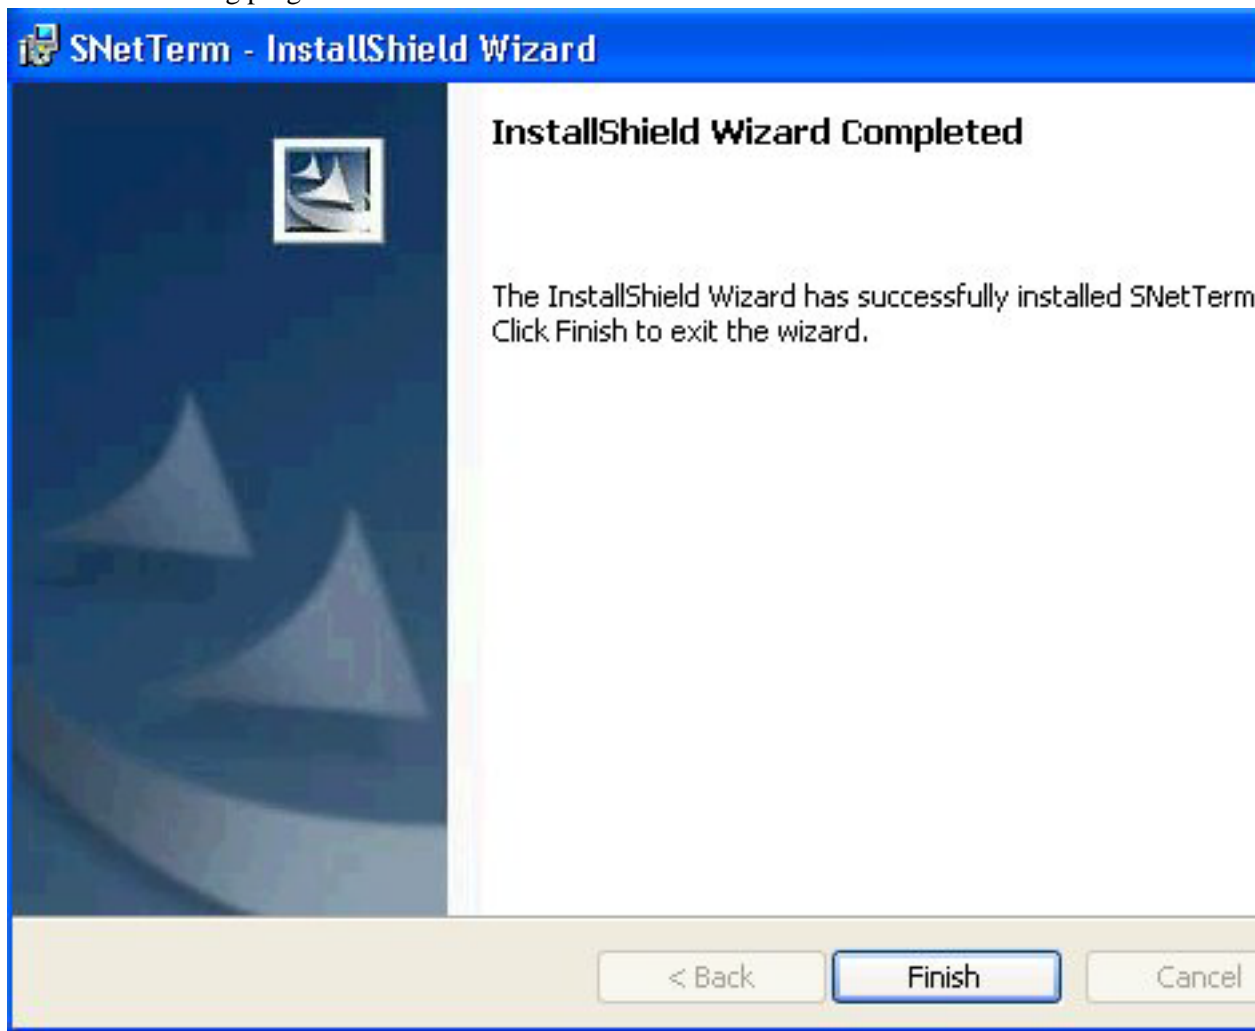 SNetTerm - InstallShield Wizard
InstallShield Wizard Completed
The InstallShield Wizard has successfully installed SNetTerm
Click Finish to exit the wizard.
< Back
Finish
Cancel